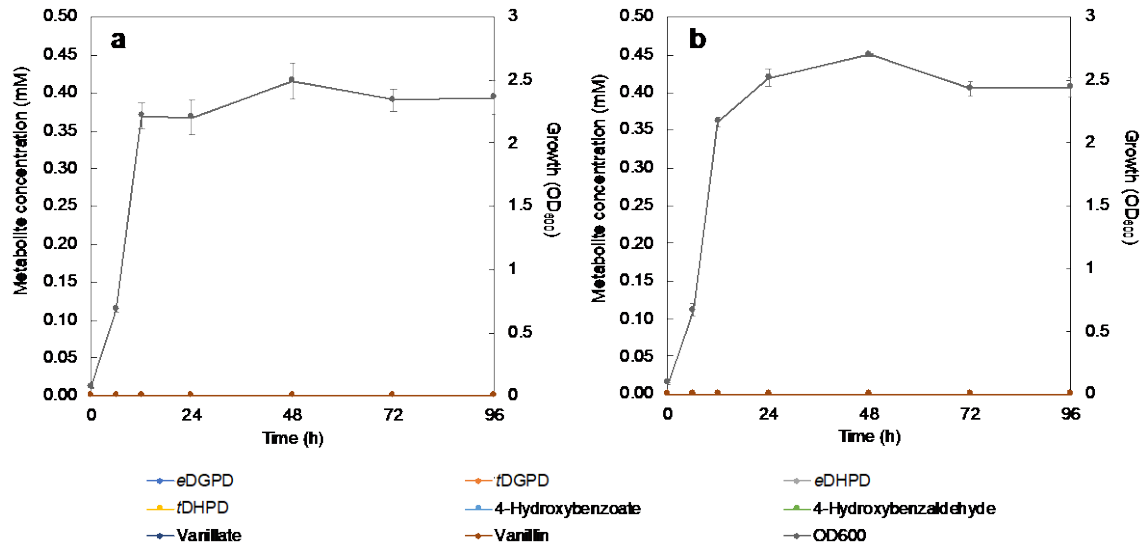 a
0.50
0.45
0.40
0.35
0.30
0.25
0.20
0.15
0.10
0.05
0.00
Metabolite concentration (mM)
3
2.5
2
1.5
1
0.5
0
Growth (OD600)
0 24 48 72 96
Time (h)
b
0.50
0.45
0.40
0.35
0.30
0.25
0.20
0.15
0.10
0.05
0.00
Metabolite concentration (mM)
3
2.5
2
1.5
1
0.5
0
Growth (OD600)
0 24 48 72 96
Time (h)
eDGPD tDGPD eDHPD
tDHPD 4-Hydroxybenzoate 4-Hydroxybenzaldehyde
Vanillate Vanillin OD600